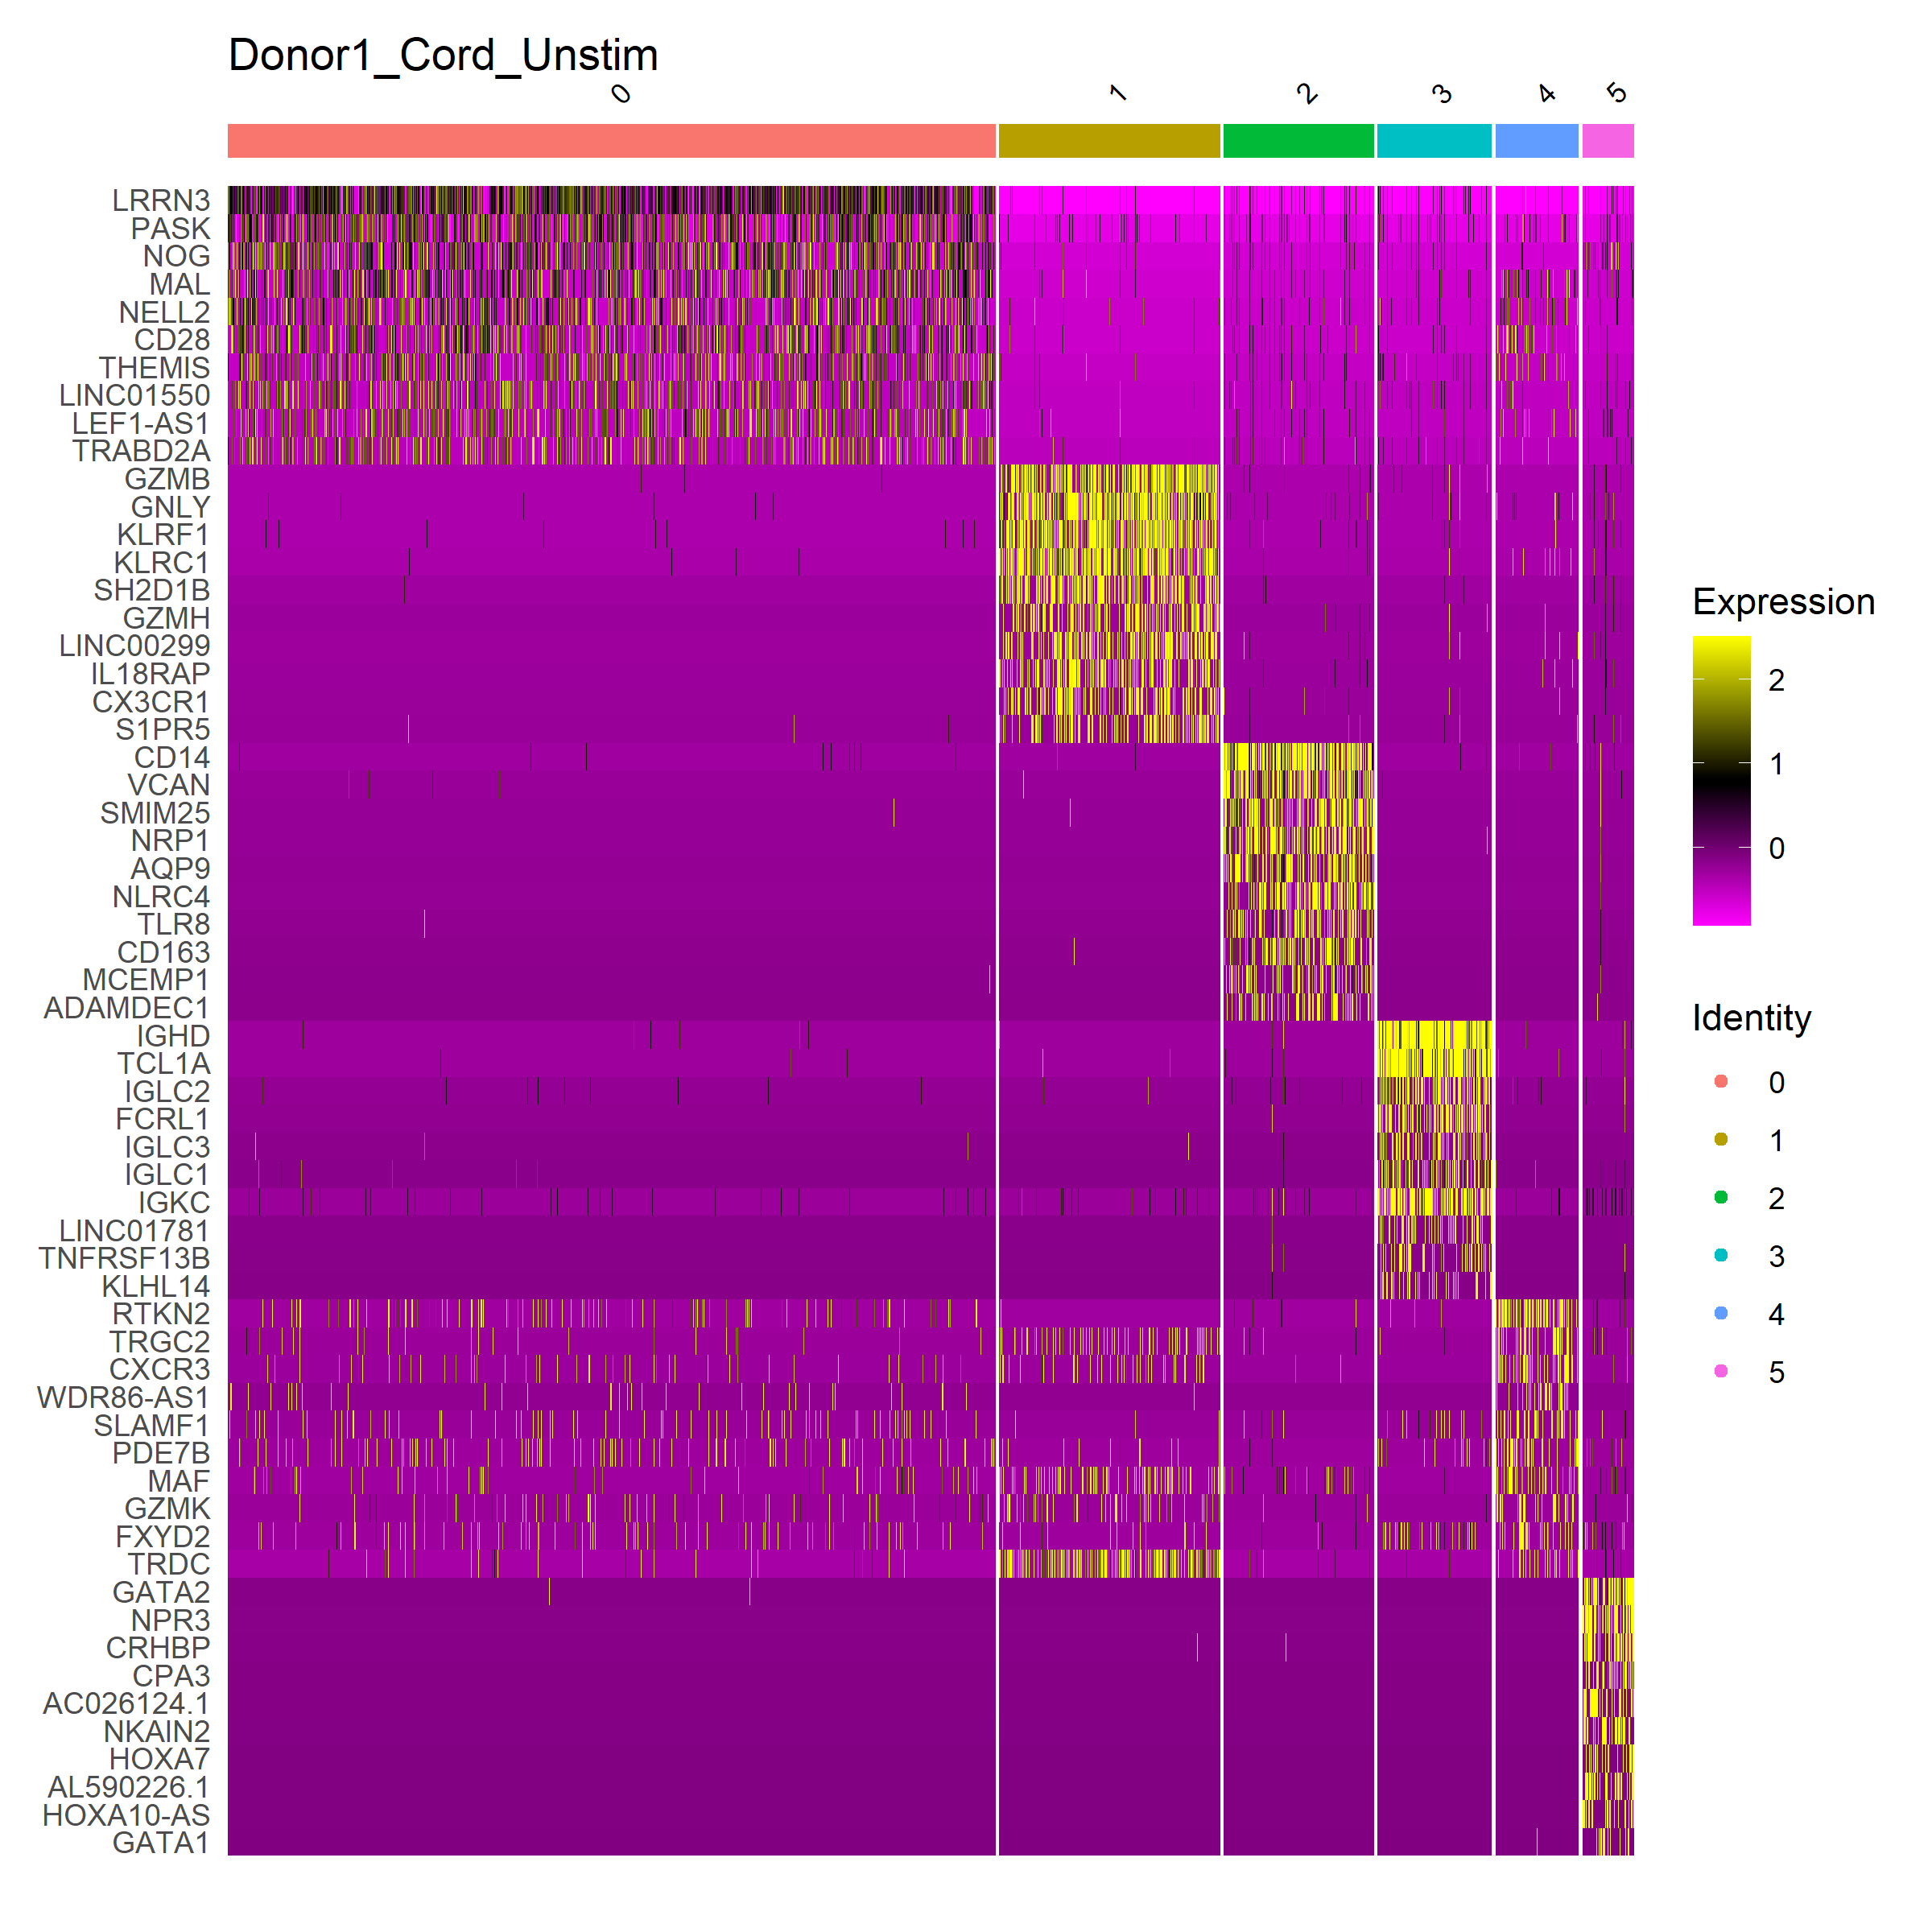 Donor1_Cord_Unstim
0 1 2 3 4 5
LRRN3
PASK
NOG
MAL
NELL2
CD28
THEMIS
LINC01550
LEF1-AS1
TRABD2A
GZMB
GNLY
KLRF1
KLRC1
SH2D1B
GZMH
LINC00299
IL18RAP
CX3CR1
S1PR5
CD14
VCAN
SMIM25
NRP1
AQP9
NLRC4
TLR8
CD163
MCEMP1
ADAMDEC1
IGHD
TCL1A
IGLC2
FCRL1
IGLC3
IGLC1
IGKC
LINC01781
TNFRSF13B
KLHL14
RTKN2
TRGC2
CXCR3
WDR86-AS1
SLAMF1
PDE7B
MAF
GZMK
FXYD2
TRDC
GATA2
NPR3
CRHBP
CPA3
AC026124.1
NKAIN2
HOXA7
AL590226.1
HOXA10-AS
GATA1
Expression
2
1
0
Identity
0
1
2
3
4
5